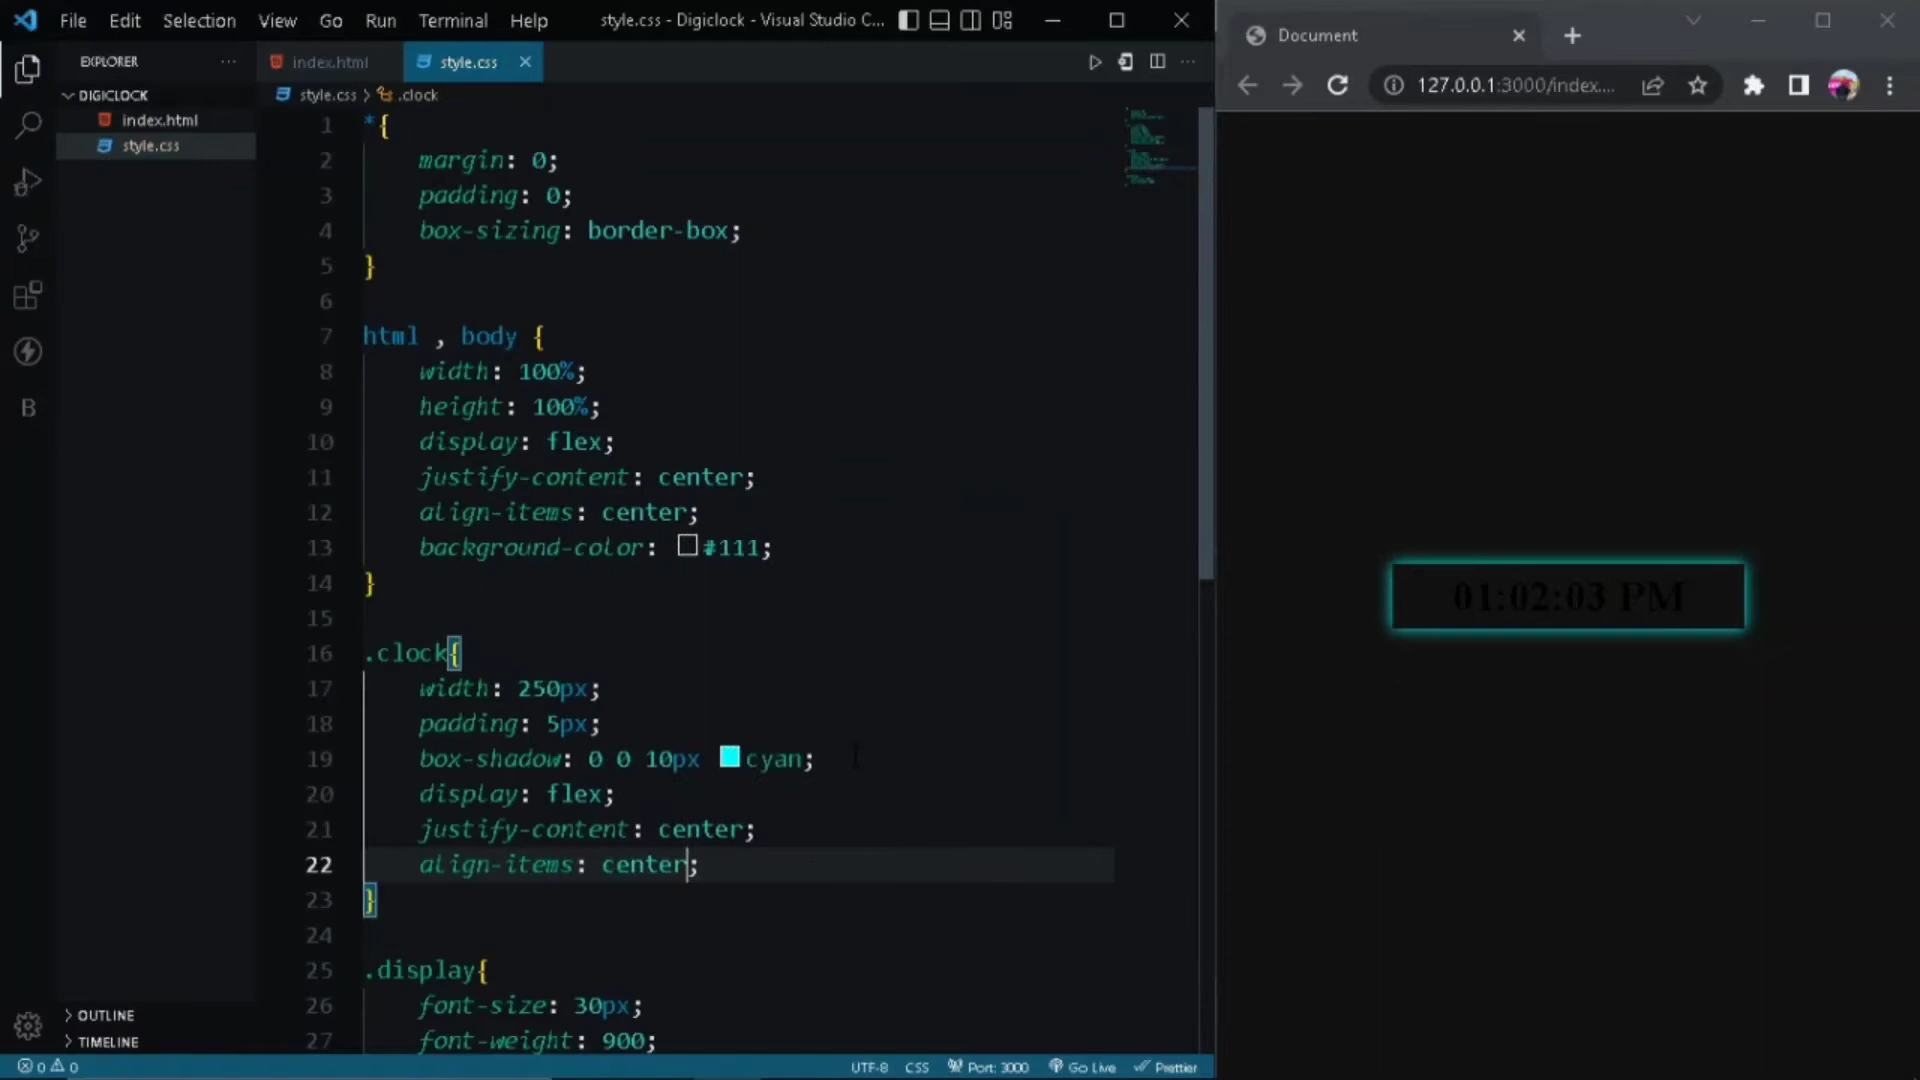 File Edit Selection View Go Run Terminal Help
style.css - Digiclock - Visual Studio C...
EXPLORER ...
DIGICLOCK
index.html
style.css
index.html
style.css
style.css > .clock
1 *{
2 margin: 0;
3 padding: 0;
4 box-sizing: border-box;
5 }
6
7 html , body {
8 width: 100%;
9 height: 100%;
10 display: flex;
11 justify-content: center;
12 align-items: center;
13 background-color: #111;
14 }
15
16 .clock{
17 width: 250px;
18 padding: 5px;
19 box-shadow: 0 0 10px cyan;
20 display: flex;
21 justify-content: center;
22 align-items: center;
23 }
24
25 .display{
26 font-size: 30px;
27 font-weight: 900;
B
OUTLINE
TIMELINE
0 0
UTF-8 CSS Port: 3000 Go Live Prettier
Document
127.0.0.1:3000/index....
01:02:03 PM